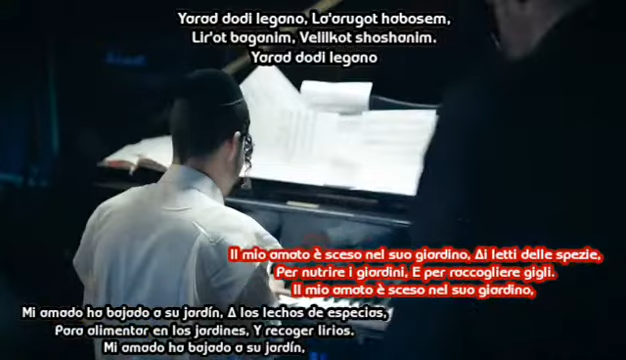 Yarad dodi legano, La'arugot habosem,
Lir'ot baganim, Velilkot shoshanim.
Yarad dodi legano
Il mio amato è sceso nel suo giardino, Ai letti delle spezie,
Per nutrire i giardini, E per raccogliere gigli.
Il mio amato è sceso nel suo giardino,
Mi amado ha bajado a su jardín, A los lechos de especias,
Para alimentar en los jardines, Y recoger lirios.
Mi amado ha bajado a su jardín,